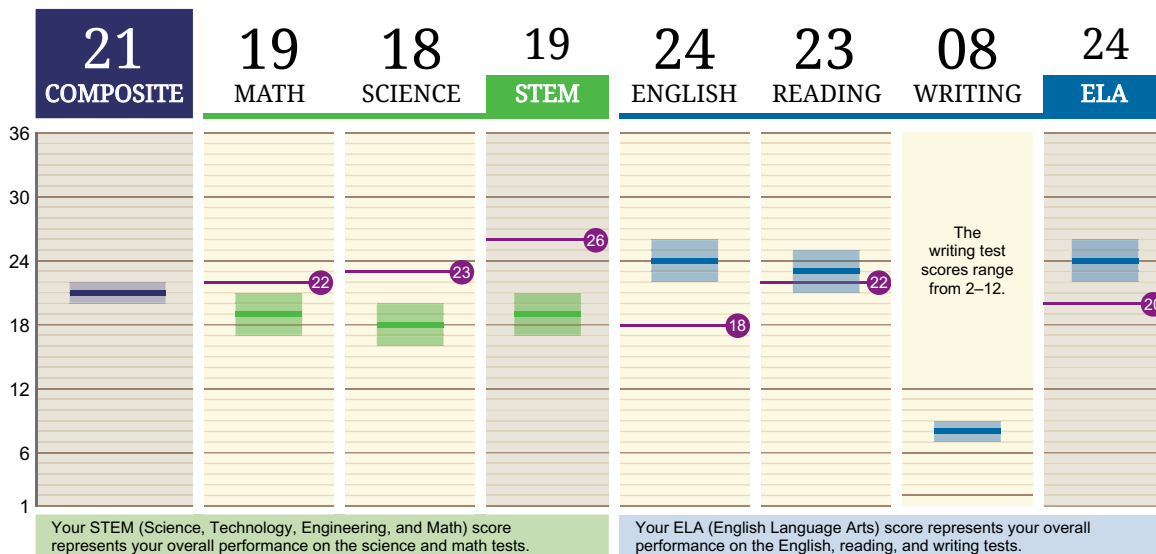 21 19 18 19 24 23 08 24
COMPOSITE MATH SCIENCE STEM ENGLISH READING WRITING ELA
36
30
26
24
The
writing test
scores range
from 2–12.
23
22
22
20
18
18
12
6
1
Your STEM (Science, Technology, Engineering, and Math) score
represents your overall performance on the science and math tests.
Your ELA (English Language Arts) score represents your overall
performance on the English, reading, and writing tests.